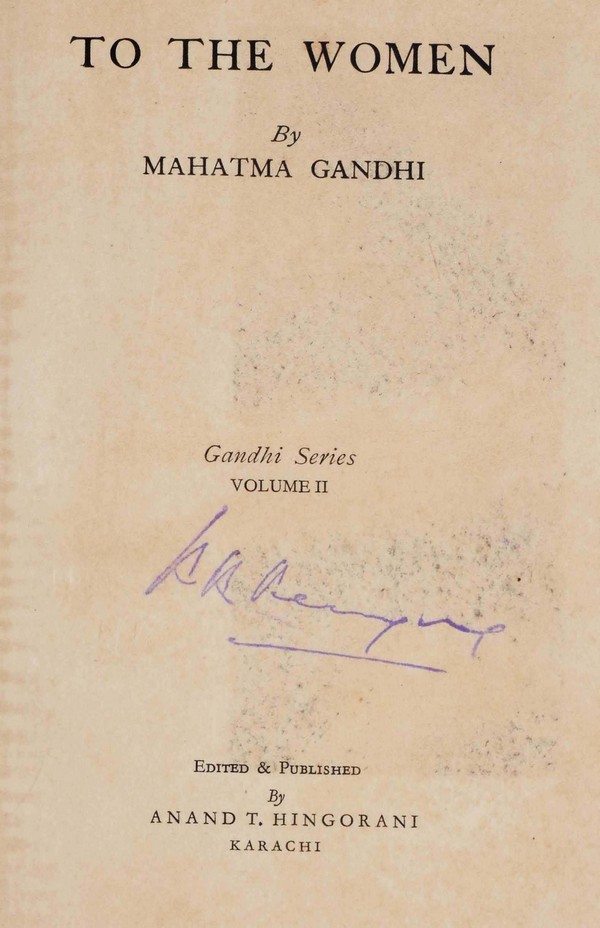 TO THE WOMEN
By
MAHATMA GANDHI
Gandhi Series
VOLUME II
EDITED & PUBLISHED
By
ANAND T. HINGORANI
KARACHI